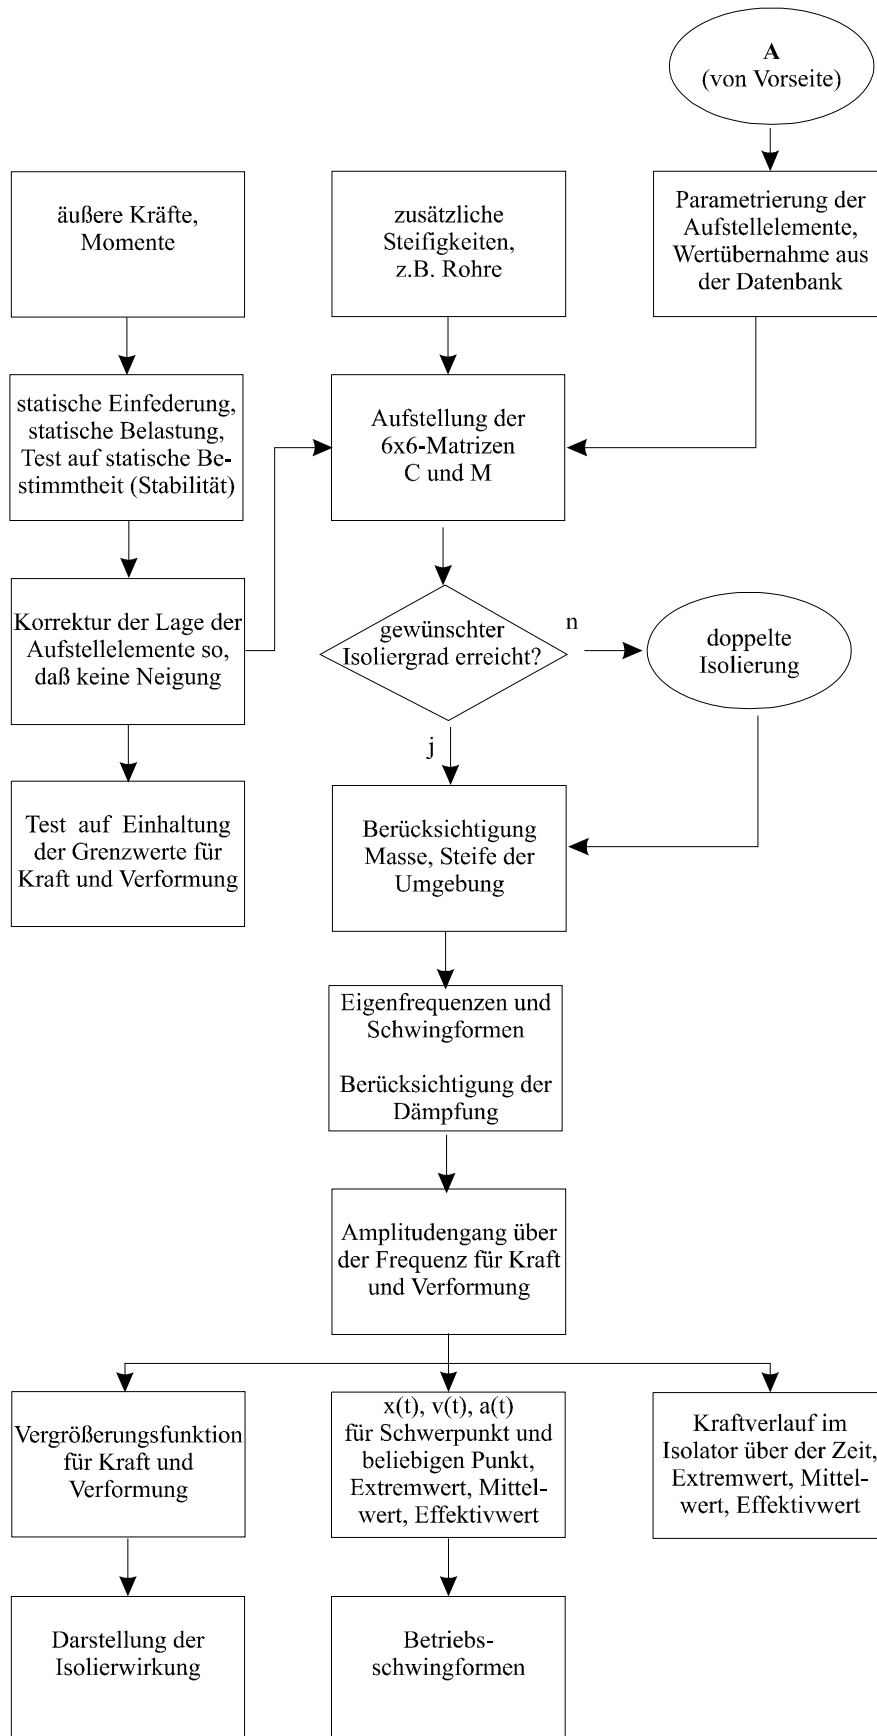 A
(von Vorseite)
äußere Kräfte,
Momente
zusätzliche
Steifigkeiten,
z.B. Rohre
Parametrierung der
Aufstellelemente,
Wertübernahme aus
der Datenbank
statische Einfederung,
statische Belastung,
Test auf statische Be-
stimmtheit (Stabilität)
Aufstellung der
6x6-Matrizen
C und M
Korrektur der Lage der
Aufstellelemente so,
daß keine Neigung
gewünschter
Isoliergrad erreicht?
n
doppelte
Isolierung
j
Test auf Einhaltung
der Grenzwerte für
Kraft und Verformung
Berücksichtigung
Masse, Steife der
Umgebung
Eigenfrequenzen und
Schwingformen
Berücksichtigung der
Dämpfung
Amplitudengang über
der Frequenz für Kraft
und Verformung
Vergrößerungsfunktion
für Kraft und
Verformung
x(t), v(t), a(t)
für Schwerpunkt und
beliebigen Punkt,
Extremwert, Mittel-
wert, Effektivwert
Kraftverlauf im
Isolator über der Zeit,
Extremwert, Mittel-
wert, Effektivwert
Darstellung der
Isolierwirkung
Betriebs-
schwingformen